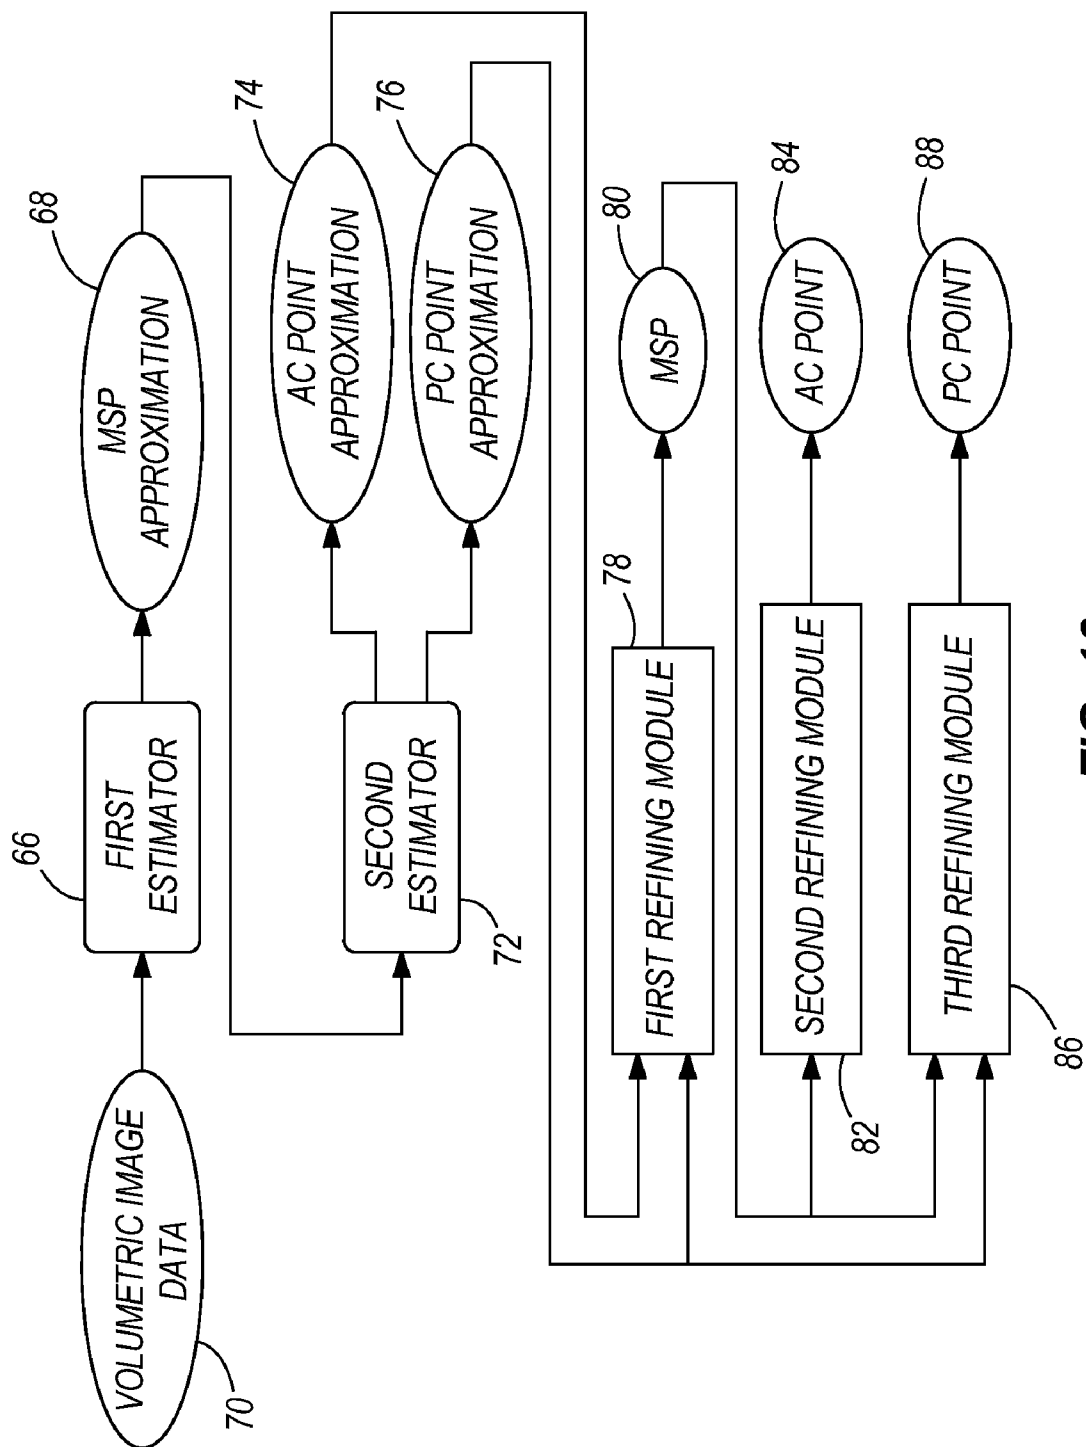 VOLUMETRIC IMAGE
DATA
70
FIRST
ESTIMATOR
66
MSP
APPROXIMATION
68
SECOND
ESTIMATOR
72
AC POINT
APPROXIMATION
74
PC POINT
APPROXIMATION
76
FIRST REFINING MODULE
78
MSP
80
SECOND REFINING MODULE
82
AC POINT
84
THIRD REFINING MODULE
86
PC POINT
88